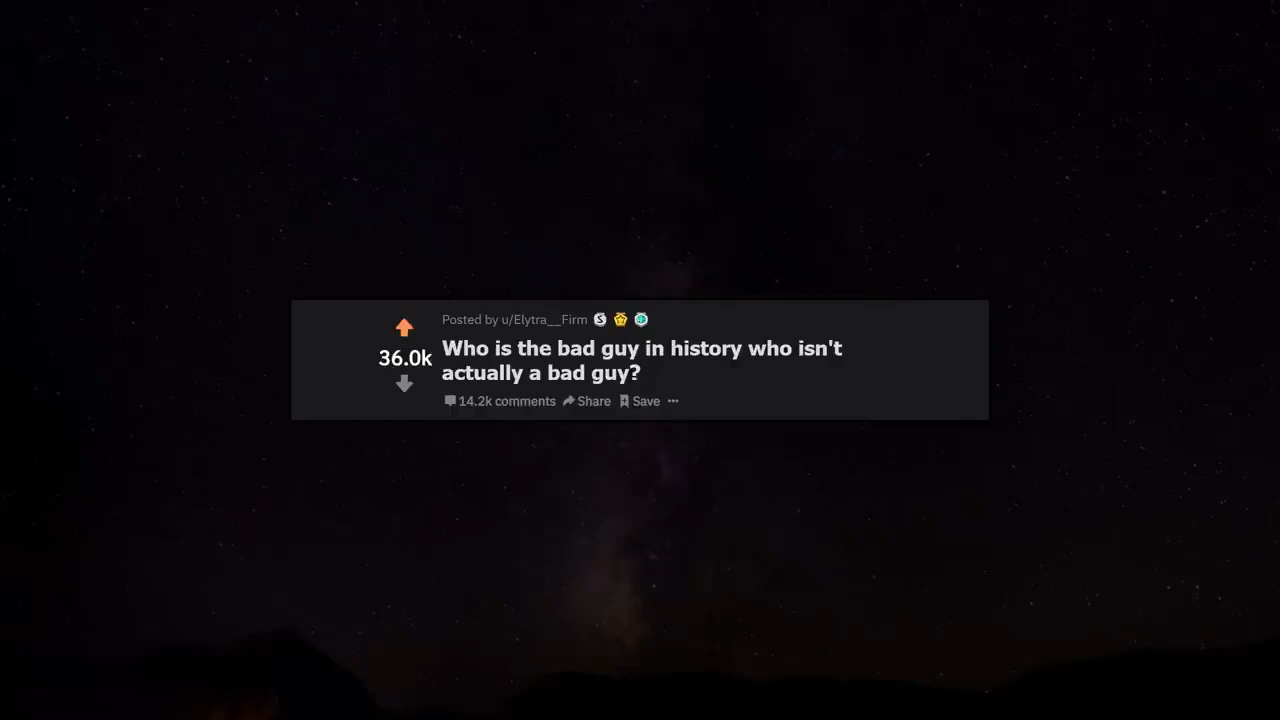 Posted by u/Elytra__Firm
36.0k
Who is the bad guy in history who isn't
actually a bad guy?
14.2k comments Share Save ···